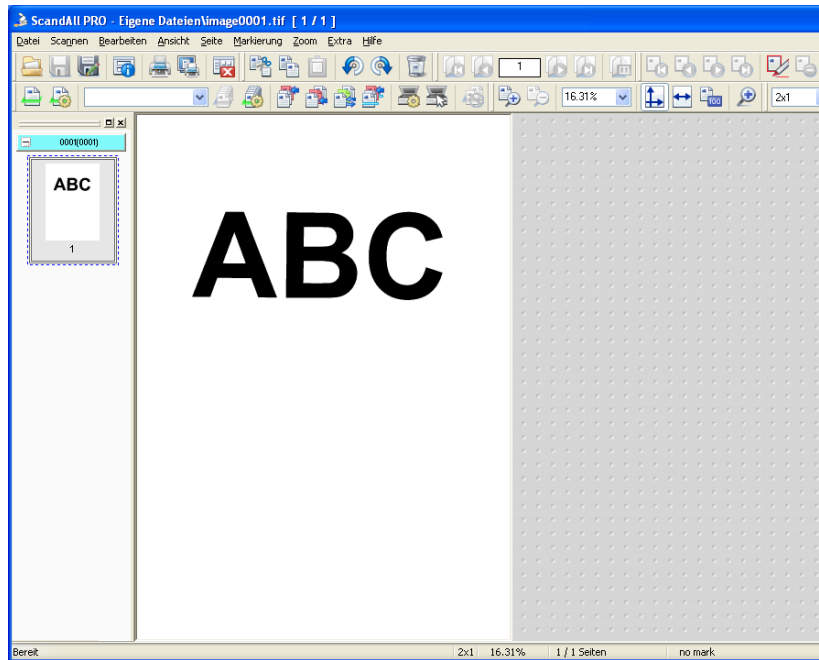 ScandAll PRO - Eigene Dateien\image0001.tif [ 1 / 1 ]
Datei Scannen Bearbeiten Ansicht Seite Markierung Zoom Extra Hilfe
1
16.31% 100 2x1
0001(0001)
ABC
1
ABC
Bereit 2x1 16.31% 1 / 1 Seiten no mark